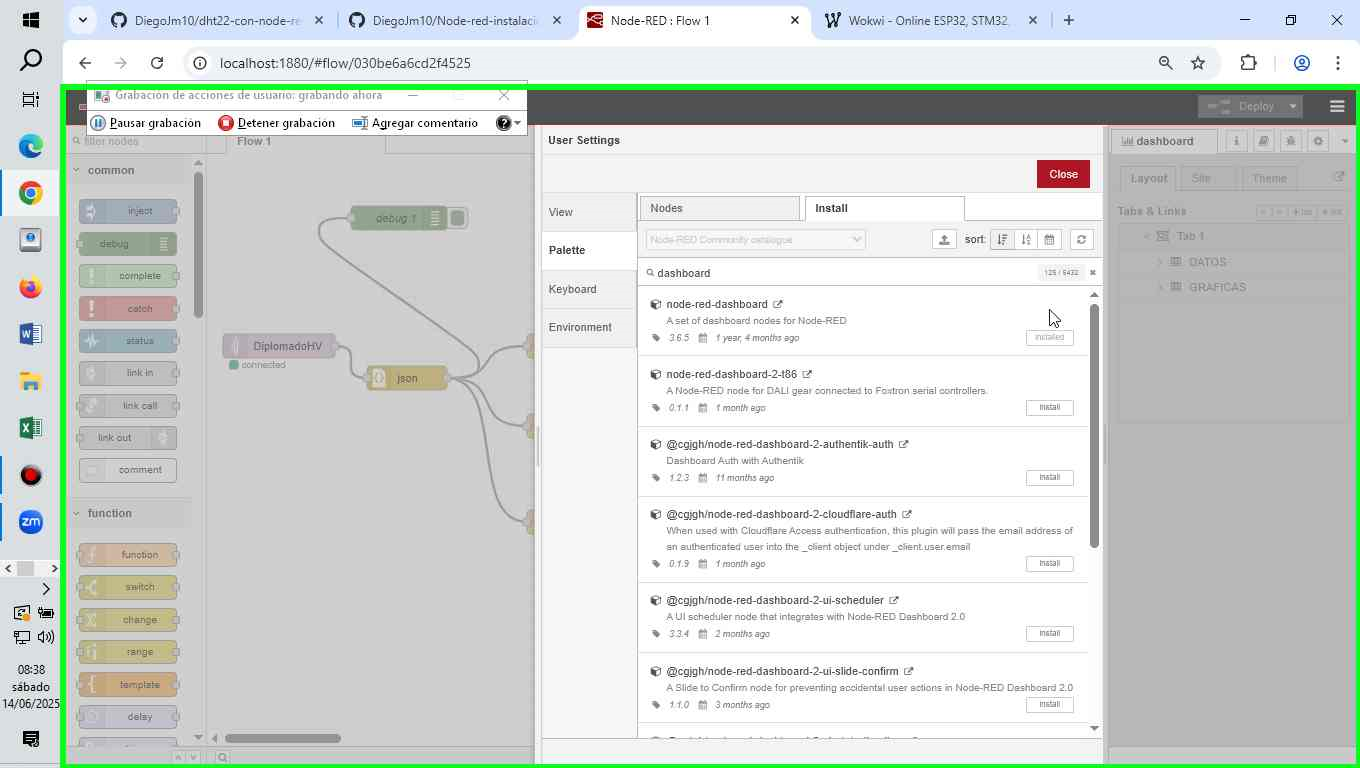 DiegoJm10/dht22-con-node-re
DiegoJm10/Node-red-instalaci
Node-RED : Flow 1
Wokwi - Online ESP32, STM32,
localhost:1880/#flow/030be6a6cd2f4525
Grabación de acciones de usuario: grabando ahora
Pausar grabación
Detener grabación
Agregar comentario
Deploy
filter nodes
Flow 1
User Settings
Close
dashboard
Layout
Site
Theme
Tabs & Links
Tab 1
DATOS
GRAFICAS
common
inject
debug
complete
catch
status
link in
link call
link out
comment
function
function
switch
change
range
template
delay
debug 1
DiplomadoHV
connected
json
View
Palette
Keyboard
Environment
Nodes
Install
Node-RED Community catalogue
sort:
dashboard
125 / 5432
node-red-dashboard
A set of dashboard nodes for Node-RED
3.6.5 1 year, 4 months ago
installed
node-red-dashboard-2-t86
A Node-RED node for DALI gear connected to Foxtron serial controllers.
0.1.1 1 month ago
install
@cgjgh/node-red-dashboard-2-authentik-auth
Dashboard Auth with Authentik
1.2.3 11 months ago
install
@cgjgh/node-red-dashboard-2-cloudflare-auth
When used with Cloudflare Access authentication, this plugin will pass the email address of
an authenticated user into the _client object under _client.user.email
0.1.9 1 month ago
install
@cgjgh/node-red-dashboard-2-ui-scheduler
A UI scheduler node that integrates with Node-RED Dashboard 2.0
3.3.4 2 months ago
install
@cgjgh/node-red-dashboard-2-ui-slide-confirm
A Slide to Confirm node for preventing accidental user actions in Node-RED Dashboard 2.0
1.1.0 3 months ago
install
zm
08:38
sábado
14/06/2025